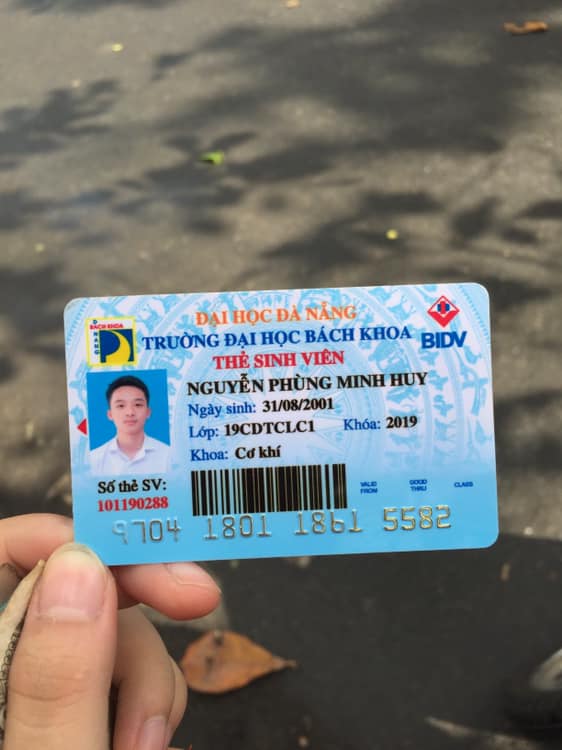 ĐẠI HỌC ĐÀ NẴNG
TRƯỜNG ĐẠI HỌC BÁCH KHOA
THẺ SINH VIÊN
BÁCH KHOA
ĐÀ NANG
BIDV
NGUYỄN PHÙNG MINH HUY
Ngày sinh: 31/08/2001
Lớp: 19CDTCLC1 Khóa: 2019
Khoa: Cơ khí
Số thẻ SV:
101190288
VALID FROM
GOOD THRU
CLASS
9704 1801 1861 5582